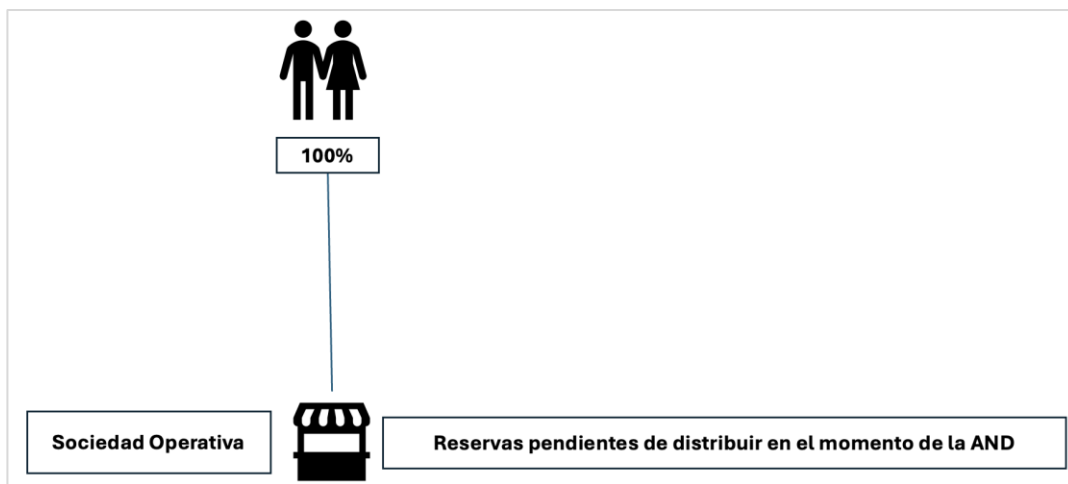 100%
Sociedad Operativa
Reservas pendientes de distribuir en el momento de la AND